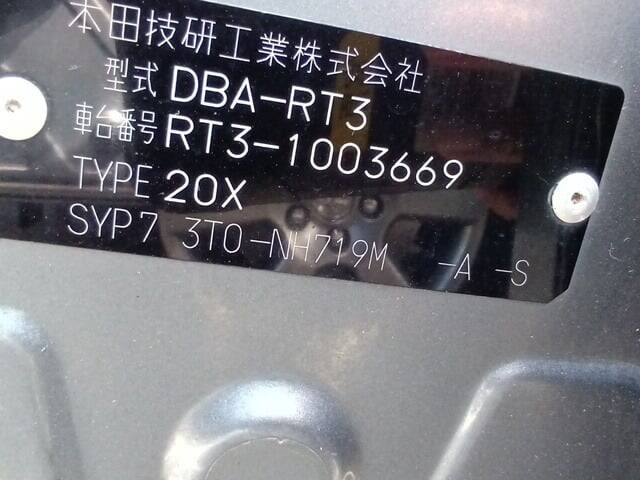 本田技研工業株式会社
型式 DBA-RT3
車台番号 RT3-1003669
TYPE 20X
SYP7 3T0-NH719M -A -S